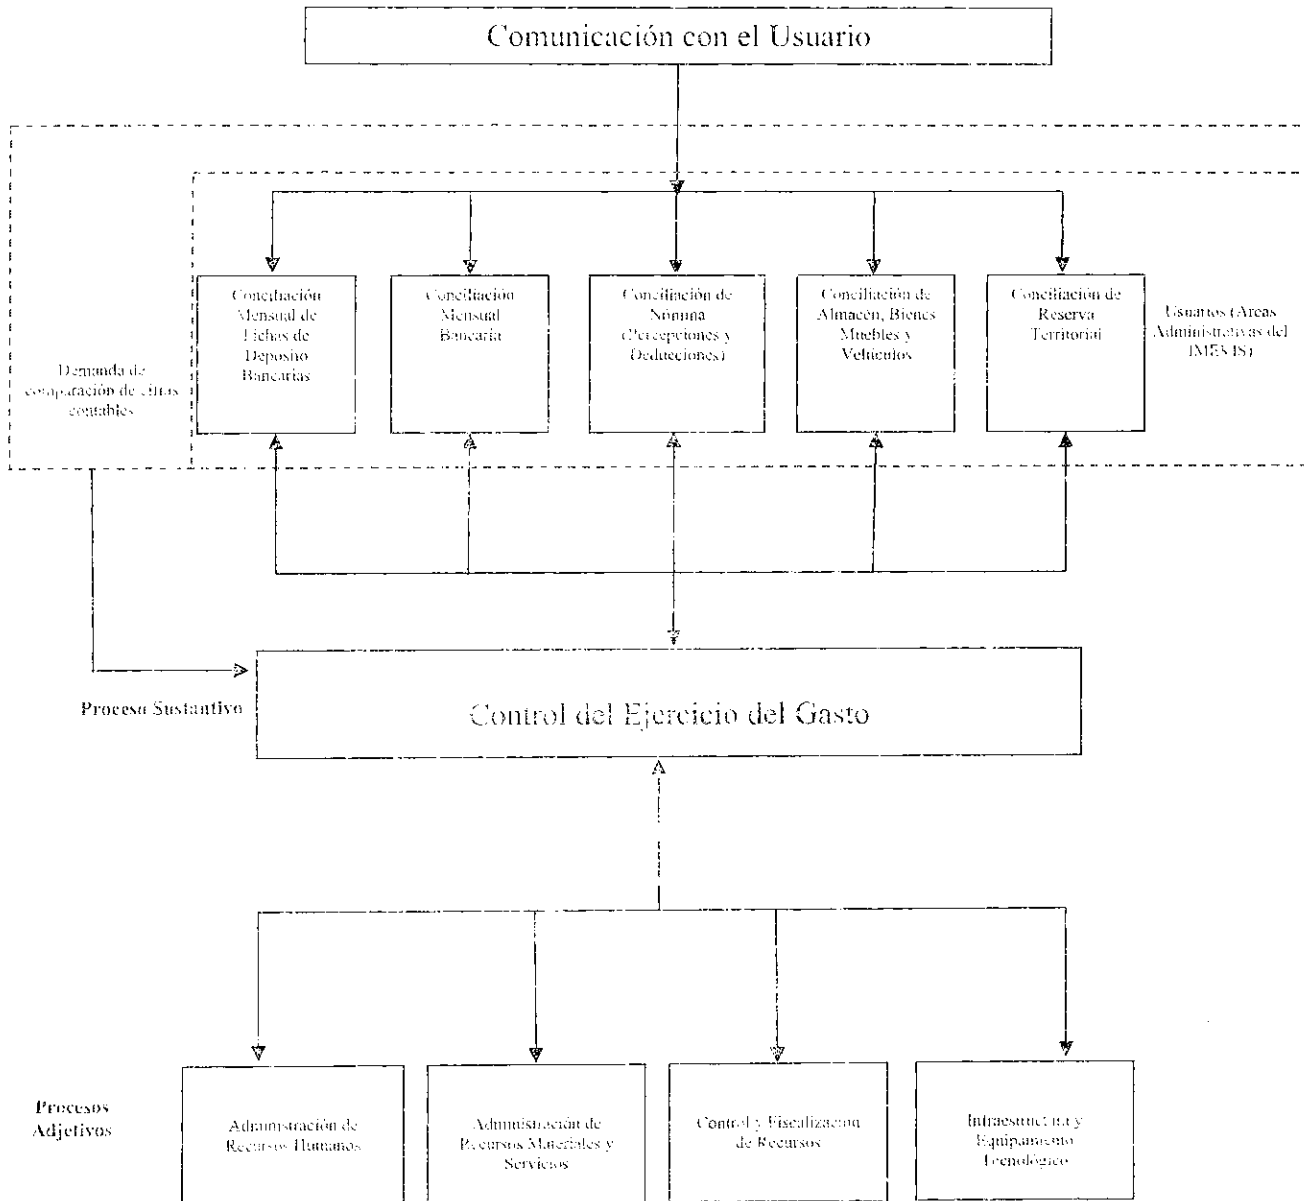 Comunicación con el Usuario
Conciliación
Mensual de
Fichas de
Depósito
Bancarias
Conciliación
Mensual
Bancaria
Conciliación de
Nómina
(Percepciones y
Deducciones)
Conciliación de
Almacén, Bienes
Muebles y
Vehículos
Conciliación de
Reserva
Territorial
Usuarios (Areas
Administrativas del
Demanda de
comparación de cifras
contables
Proceso Sustantivo
Control del Ejercicio del Gasto
Procesos
Adjetivos
Administración de
Recursos Humanos
Administración de
Recursos Materiales y
Servicios
Control y Fiscalización
de Recursos
Infraestructura y
Equipamiento
Tecnológico